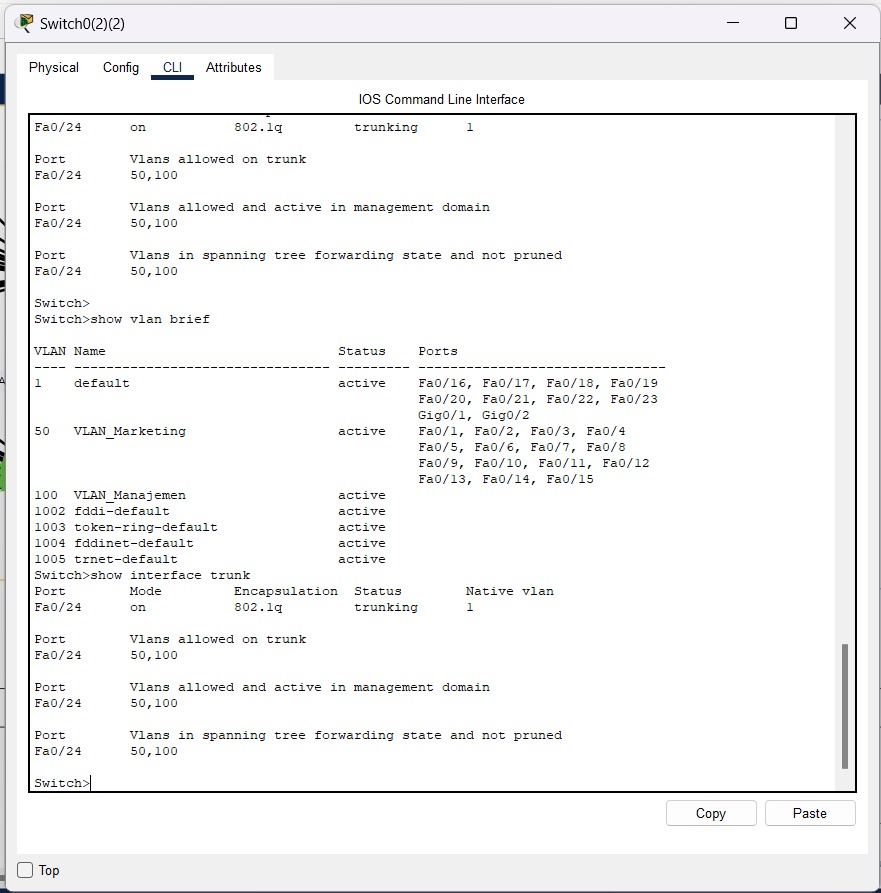 Switch0(2)(2)
Physical Config CLI Attributes
IOS Command Line Interface
Fa0/24 on 802.1q trunking 1
Port Vlans allowed on trunk
Fa0/24 50,100
Port Vlans allowed and active in management domain
Fa0/24 50,100
Port Vlans in spanning tree forwarding state and not pruned
Fa0/24 50,100
Switch>
Switch>show vlan brief
VLAN Name Status Ports
---- -------------------------------- --------- -------------------------------
1 default active Fa0/16, Fa0/17, Fa0/18, Fa0/19
Fa0/20, Fa0/21, Fa0/22, Fa0/23
Gig0/1, Gig0/2
50 VLAN_Marketing active Fa0/1, Fa0/2, Fa0/3, Fa0/4
Fa0/5, Fa0/6, Fa0/7, Fa0/8
Fa0/9, Fa0/10, Fa0/11, Fa0/12
Fa0/13, Fa0/14, Fa0/15
100 VLAN_Manajemen active
1002 fddi-default active
1003 token-ring-default active
1004 fddinet-default active
1005 trnet-default active
Switch>show interface trunk
Port Mode Encapsulation Status Native vlan
Fa0/24 on 802.1q trunking 1
Port Vlans allowed on trunk
Fa0/24 50,100
Port Vlans allowed and active in management domain
Fa0/24 50,100
Port Vlans in spanning tree forwarding state and not pruned
Fa0/24 50,100
Switch>
Copy Paste
Top